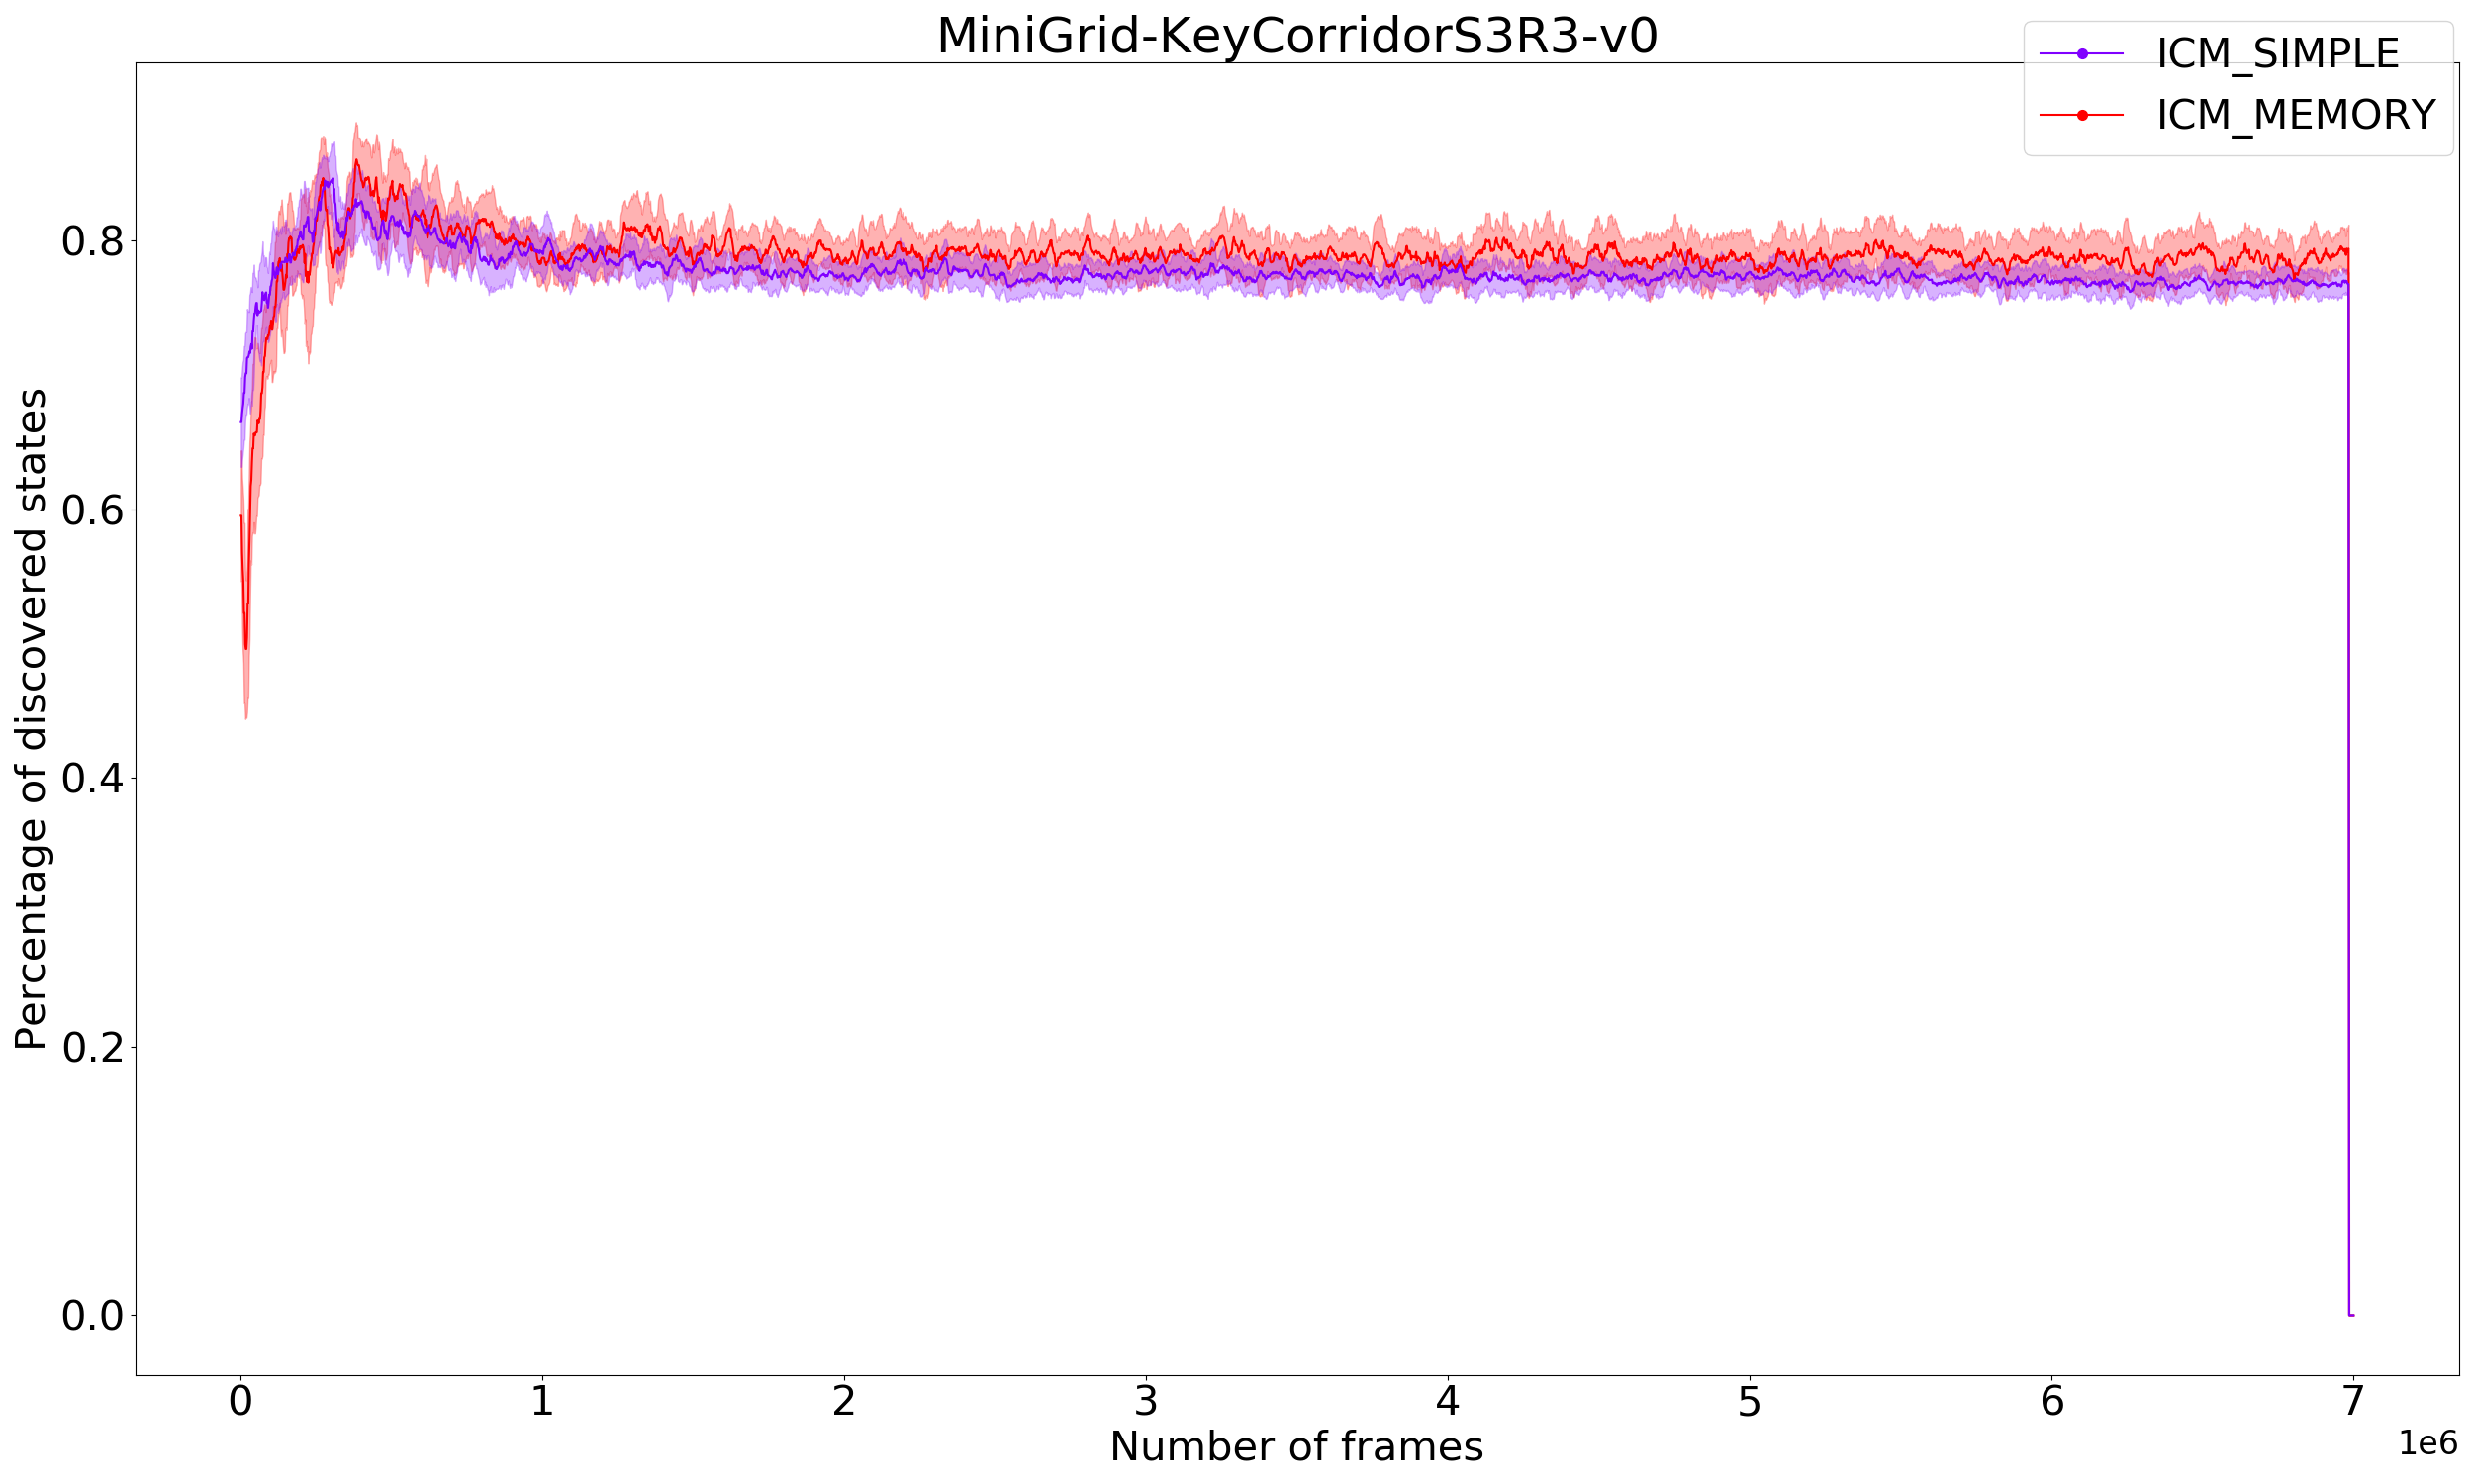 MiniGrid-KeyCorridorS3R3-v0
ICM_SIMPLE
ICM_MEMORY
Percentage of discovered states
0.8
0.6
0.4
0.2
0.0
0 1 2 3 4 5 6 7
1e6
Number of frames